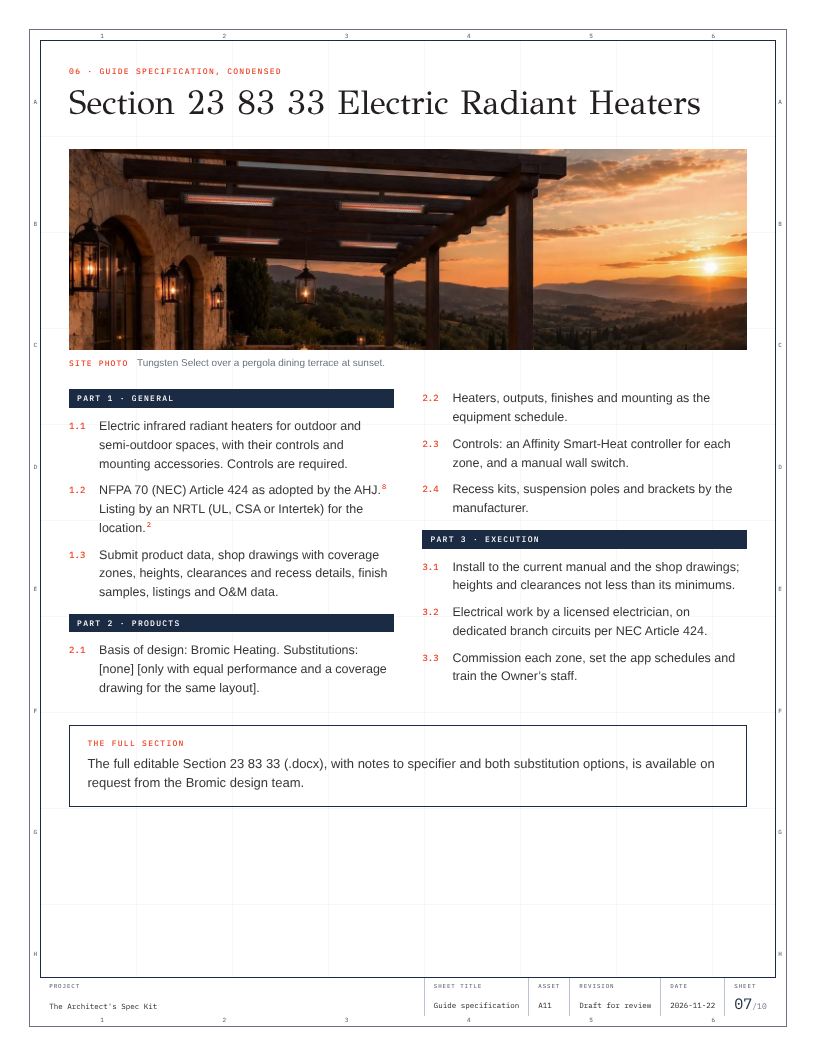 1 2 3 4 5 6
06 · GUIDE SPECIFICATION, CONDENSED
Section 23 83 33 Electric Radiant Heaters
A A
B B
C C
SITE PHOTO Tungsten Select over a pergola dining terrace at sunset.
PART 1 · GENERAL
1.1 Electric infrared radiant heaters for outdoor and
semi-outdoor spaces, with their controls and
mounting accessories. Controls are required.
D D
1.2 NFPA 70 (NEC) Article 424 as adopted by the AHJ.8
Listing by an NRTL (UL, CSA or Intertek) for the
location.2
1.3 Submit product data, shop drawings with coverage
zones, heights, clearances and recess details, finish
samples, listings and O&M data.
E E
PART 2 · PRODUCTS
2.1 Basis of design: Bromic Heating. Substitutions:
[none] [only with equal performance and a coverage
drawing for the same layout].
2.2 Heaters, outputs, finishes and mounting as the
equipment schedule.
2.3 Controls: an Affinity Smart-Heat controller for each
zone, and a manual wall switch.
2.4 Recess kits, suspension poles and brackets by the
manufacturer.
PART 3 · EXECUTION
3.1 Install to the current manual and the shop drawings;
heights and clearances not less than its minimums.
3.2 Electrical work by a licensed electrician, on
dedicated branch circuits per NEC Article 424.
3.3 Commission each zone, set the app schedules and
train the Owner’s staff.
F F
THE FULL SECTION
The full editable Section 23 83 33 (.docx), with notes to specifier and both substitution options, is available on
request from the Bromic design team.
G G
H H
PROJECT
The Architect's Spec Kit
SHEET TITLE
Guide specification
ASSET
A11
REVISION
Draft for review
DATE
2026-11-22
SHEET
07/10
1 2 3 4 5 6